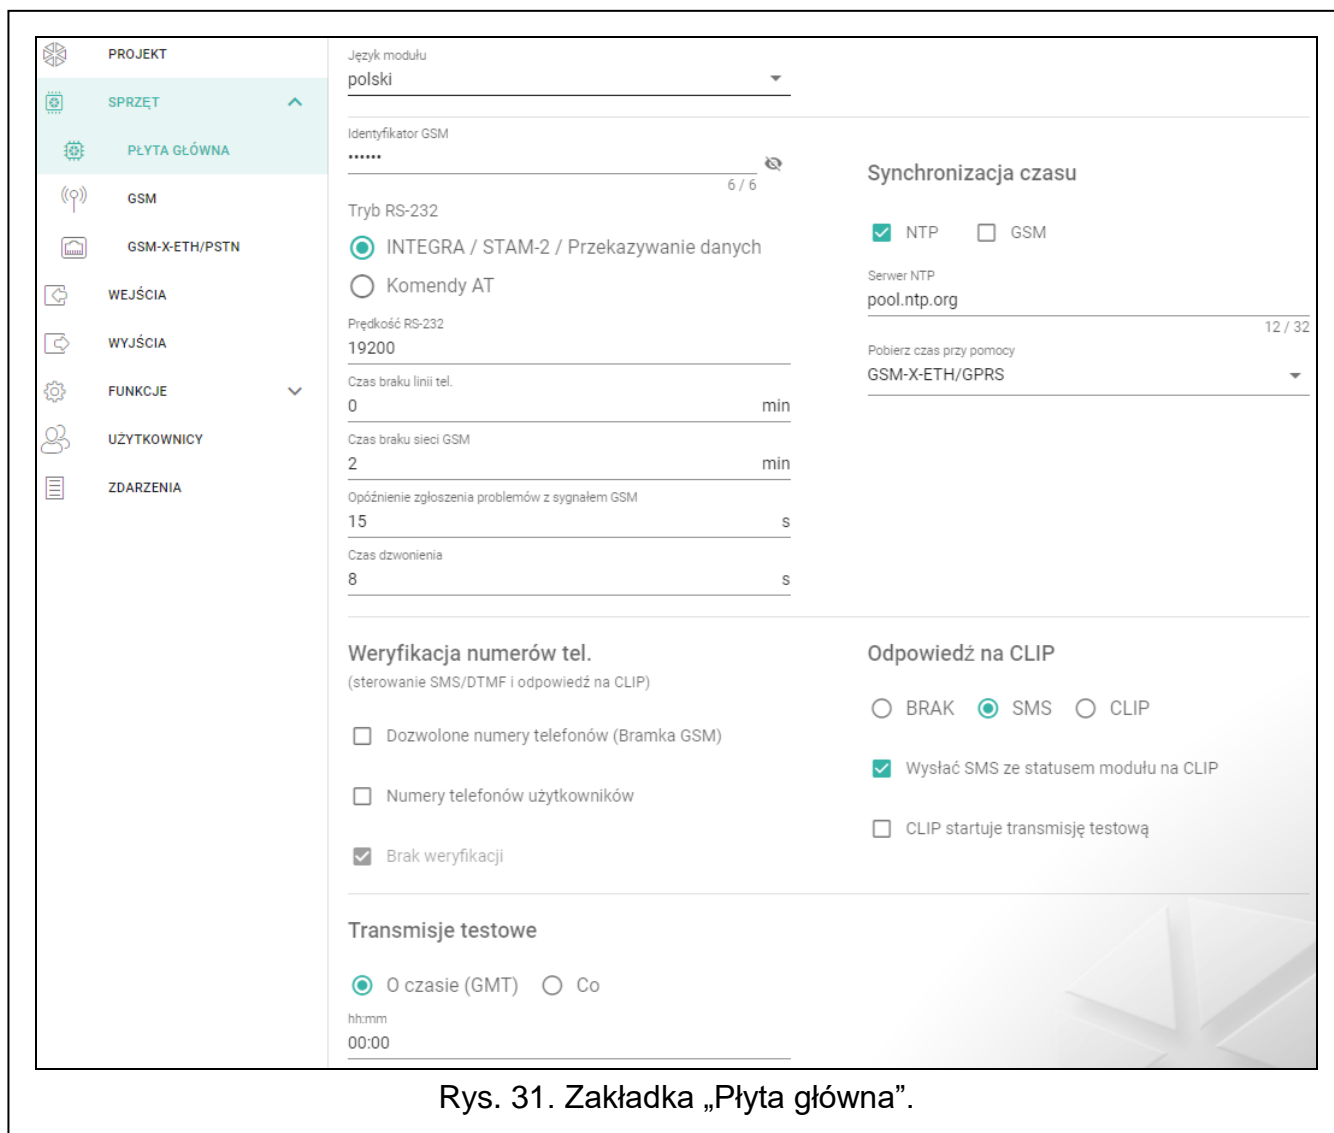 PROJEKT
SPRZĘT
PŁYTA GŁÓWNA
GSM
GSM-X-ETH/PSTN
WEJŚCIA
WYJŚCIA
FUNKCJE
UŻYTKOWNICY
ZDARZENIA
Język modułu
polski
Identyfikator GSM
••••••
6 / 6
Tryb RS-232
INTEGRA / STAM-2 / Przekazywanie danych
Komendy AT
Prędkość RS-232
19200
Czas braku linii tel.
0 min
Czas braku sieci GSM
2 min
Opóźnienie zgłoszenia problemów z sygnałem GSM
15 s
Czas dzwonienia
8 s
Synchronizacja czasu
NTP GSM
Serwer NTP
pool.ntp.org
12 / 32
Pobierz czas przy pomocy
GSM-X-ETH/GPRS
Weryfikacja numerów tel.
(sterowanie SMS/DTMF i odpowiedź na CLIP)
Dozwolone numery telefonów (Bramka GSM)
Numery telefonów użytkowników
Brak weryfikacji
Odpowiedź na CLIP
BRAK SMS CLIP
Wysłać SMS ze statusem modułu na CLIP
CLIP startuje transmisję testową
Transmisje testowe
O czasie (GMT) Co
hh:mm
00:00
Rys. 31. Zakładka „Płyta główna”.